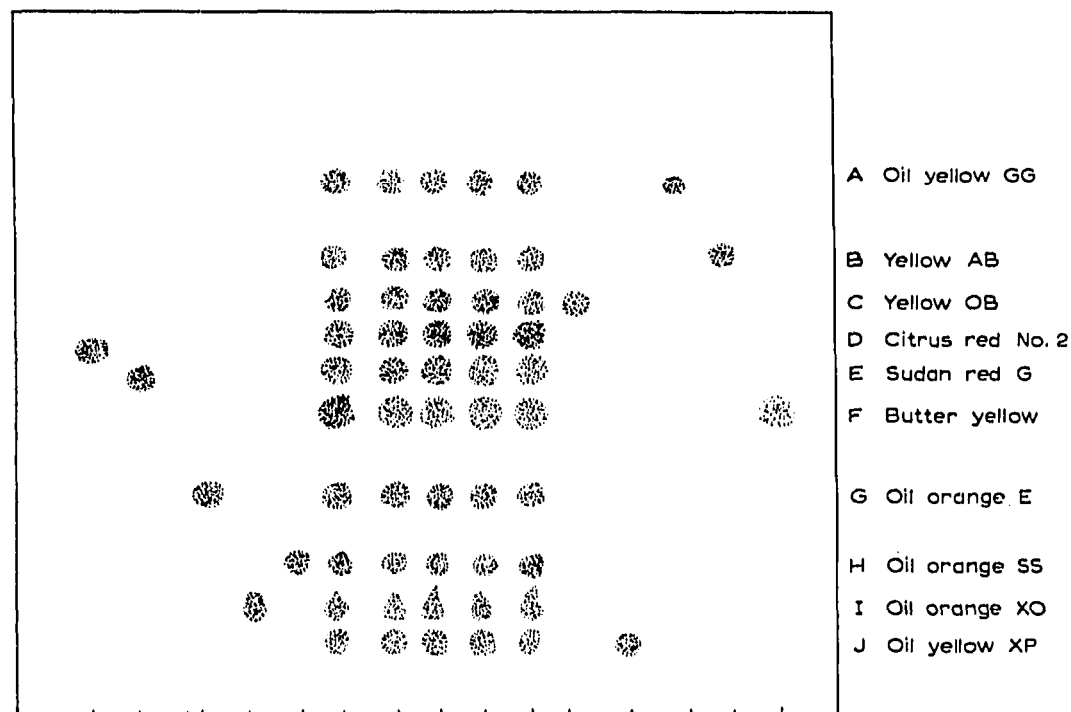 A Oil yellow GG
B Yellow AB
C Yellow OB
D Citrus red No. 2
E Sudan red G
F Butter yellow
G Oil orange E
H Oil orange SS
I Oil orange XO
J Oil yellow XP